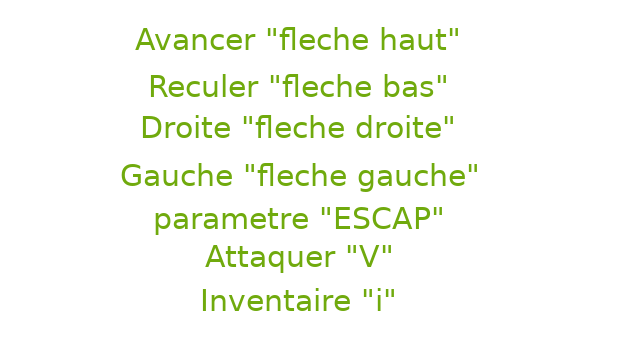 Avancer "fleche haut"
Reculer "fleche bas"
Droite "fleche droite"
Gauche "fleche gauche"
parametre "ESCAP"
Attaquer "V"
Inventaire "i"